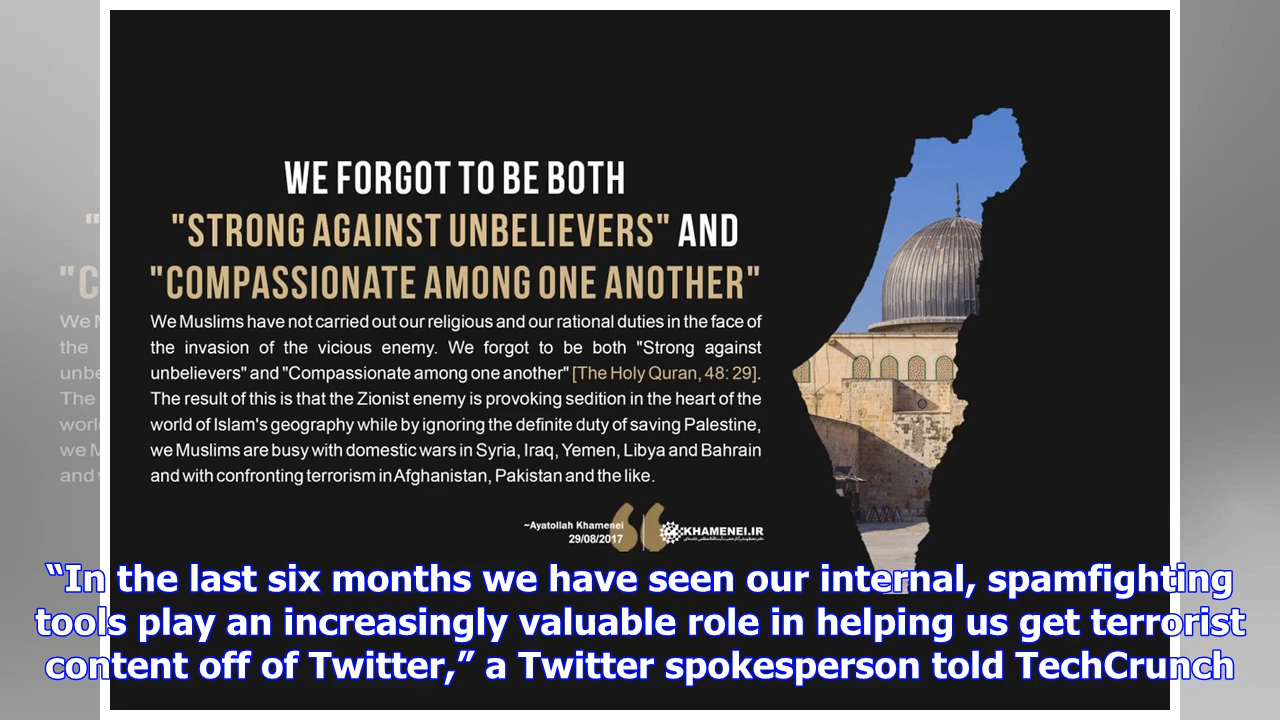 WE FORGOT TO BE BOTH
"STRONG AGAINST UNBELIEVERS" AND
"COMPASSIONATE AMONG ONE ANOTHER"
We Muslims have not carried out our religious and our rational duties in the face of
the invasion of the vicious enemy. We forgot to be both "Strong against
unbelievers" and "Compassionate among one another" [The Holy Quran, 48: 29].
The result of this is that the Zionist enemy is provoking sedition in the heart of the
world of Islam's geography while by ignoring the definite duty of saving Palestine,
we Muslims are busy with domestic wars in Syria, Iraq, Yemen, Libya and Bahrain
and with confronting terrorism in Afghanistan, Pakistan and the like.
~Ayatollah Khamenei
29/08/2017
KHAMENEI.IR
“In the last six months we have seen our internal, spamfighting
tools play an increasingly valuable role in helping us get terrorist
content off of Twitter,” a Twitter spokesperson told TechCrunch